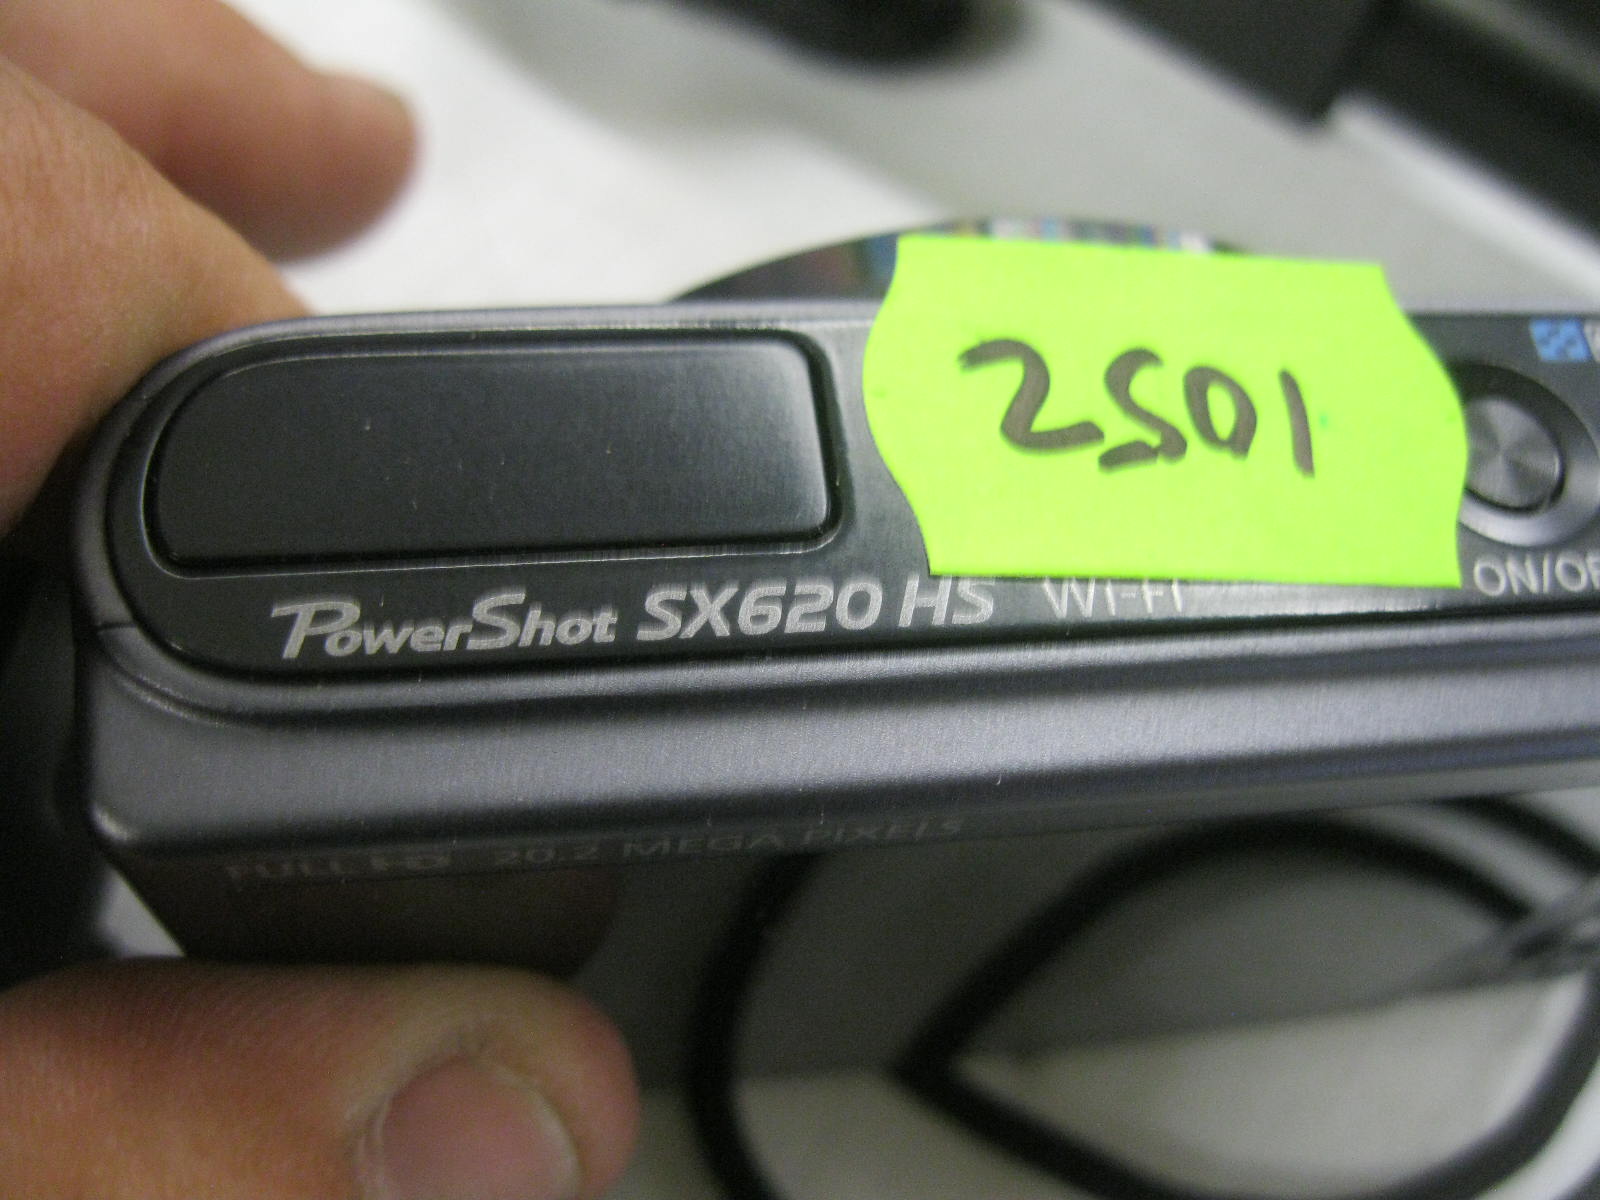 2501
PowerShot SX620 HS Wi-Fi
ON/OF
FULL HD 20.2 MEGA PIXELS